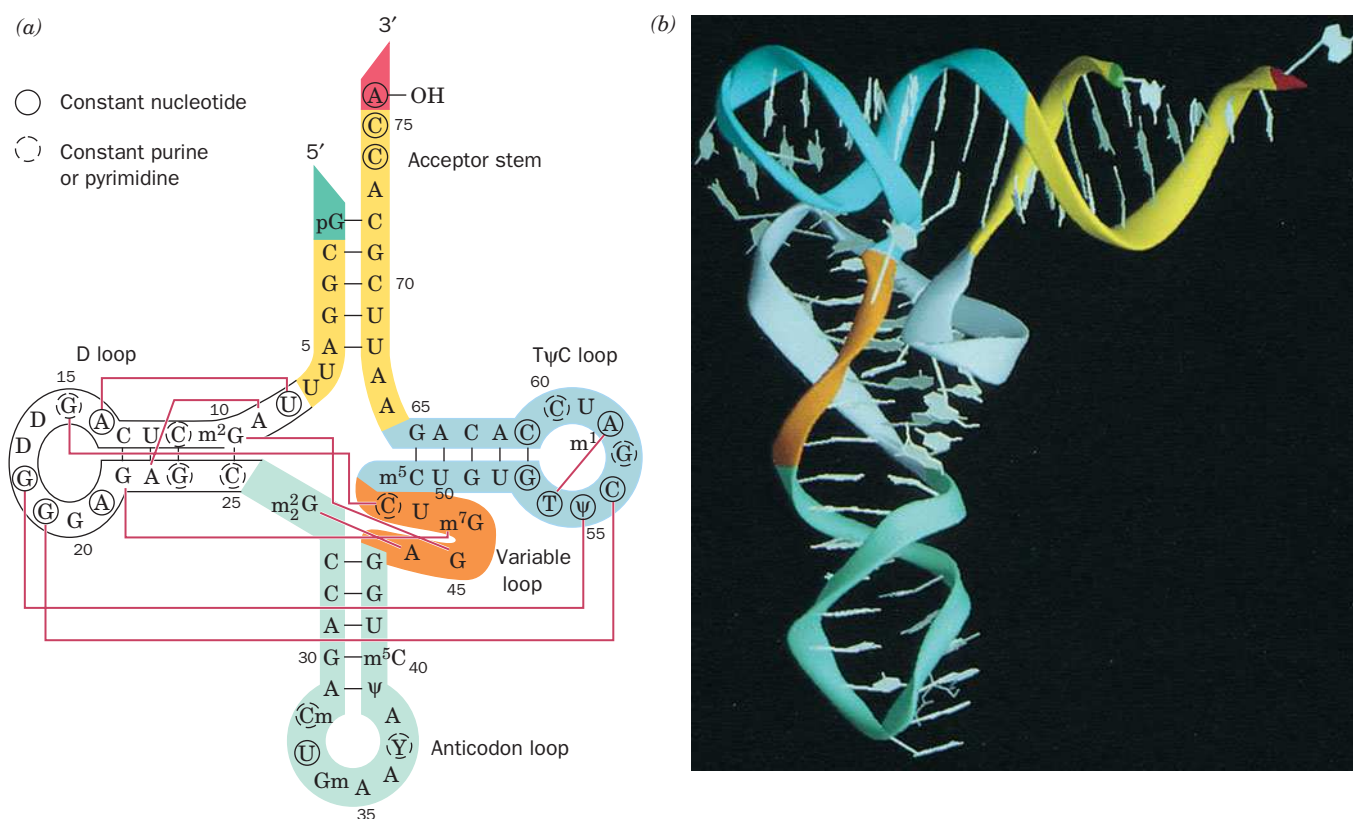 (a)
(b)
3′
A—OH
Constant nucleotide
Constant purine
or pyrimidine
C
75
C
Acceptor stem
A
5′
pG C
C G
G C 70
G U
5 A U
U U
U A
A
D loop
15
D D G A
10
A C U C m²G A U
G G G A G A G C
20
25
TψC loop
60
65
G A C A C C U A G C
m¹
m⁵C U G U G T ψ
50
55
m²₂G
C U m⁷G
A G
45
Variable
loop
C G
C G
A U
30 G m⁵C 40
A ψ
Cm A
U Y
Gm A A
35
Anticodon loop